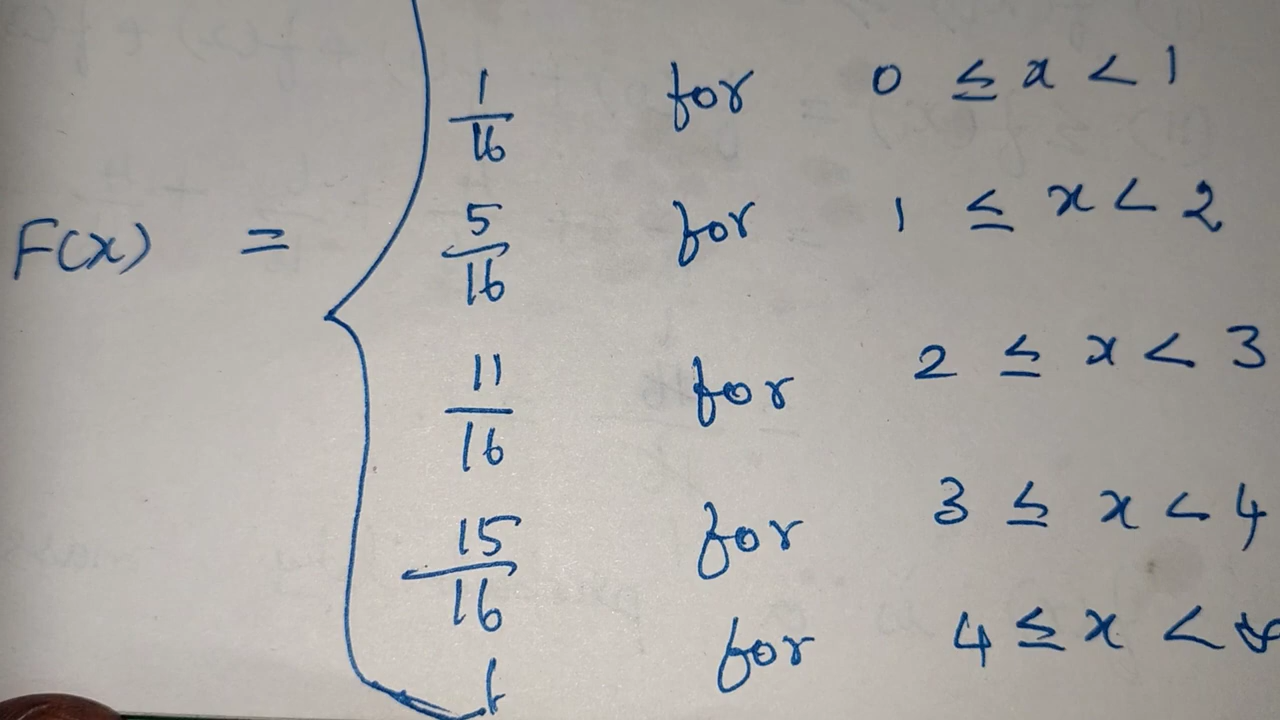 1/16 for 0 ≤ x < 1
F(x) = 5/16 for 1 ≤ x < 2
11/16 for 2 ≤ x < 3
15/16 for 3 ≤ x < 4
1 for 4 ≤ x < ∞